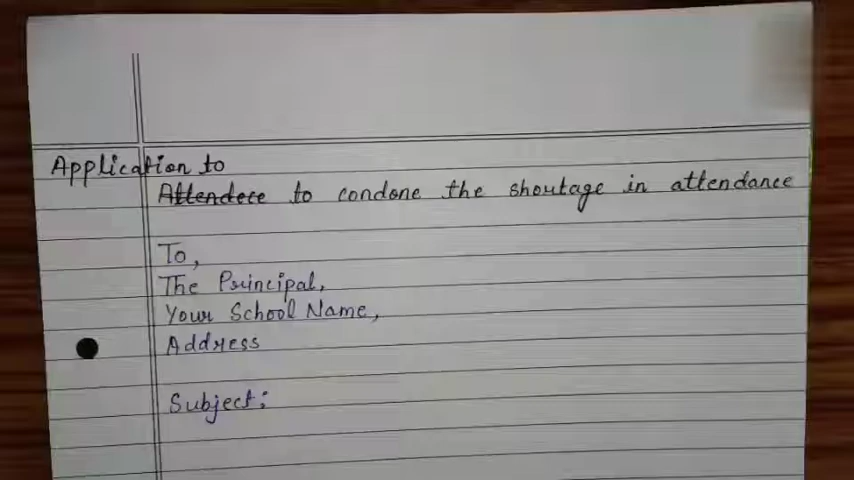 Application to
Attendece to condone the shoutage in attendance
To,
The Principal,
Your School Name,
Address
Subject: